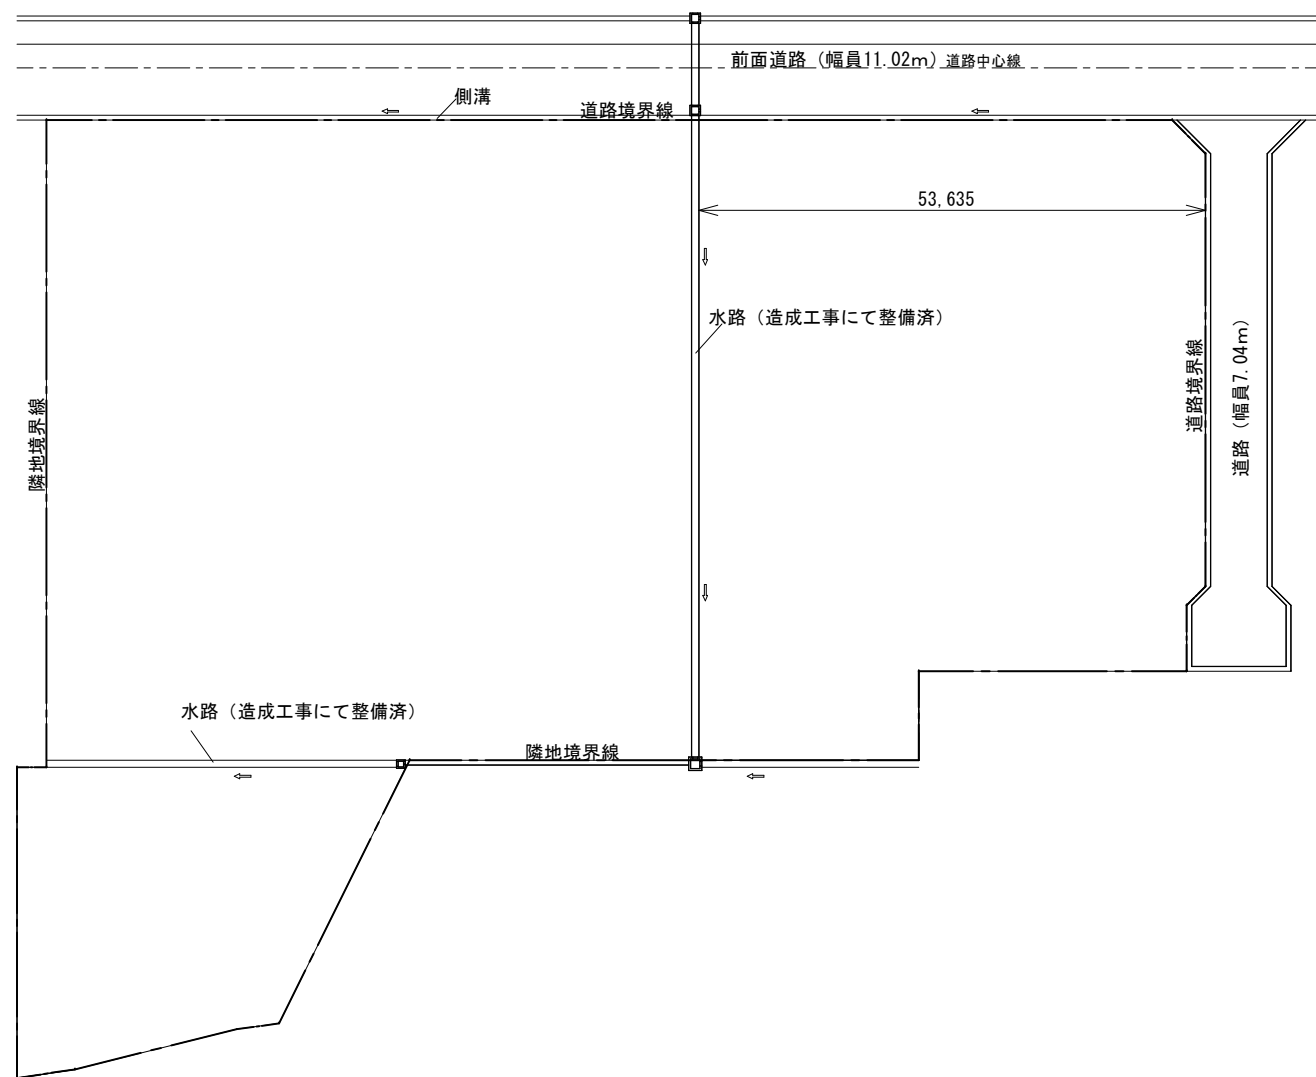 前面道路（幅員11.02m）道路中心線
側溝
道路境界線
53,635
水路（造成工事にて整備済）
道路境界線
道路（幅員7.04m）
隣地境界線
水路（造成工事にて整備済）
隣地境界線